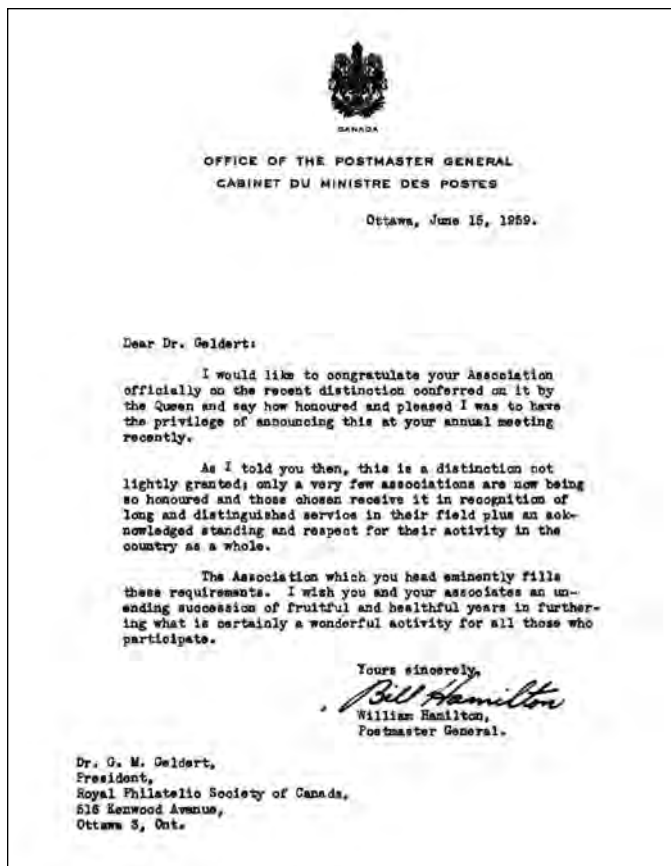 CANADA
OFFICE OF THE POSTMASTER GENERAL
CABINET DU MINISTRE DES POSTES
Ottawa, June 15, 1959.
Dear Dr. Geldert:
I would like to congratulate your Association
officially on the recent distinction conferred on it by
the Queen and say how honoured and pleased I was to have
the privilege of announcing this at your annual meeting
recently.
As I told you then, this is a distinction not
lightly granted; only a very few associations are now being
so honoured and those chosen receive it in recognition of
long and distinguished service in their field plus an ack-
nowledged standing and respect for their activity in the
country as a whole.
The Association which you head eminently fills
these requirements. I wish you and your associates an un-
ending succession of fruitful and healthful years in further-
ing what is certainly a wonderful activity for all those who
participate.
Yours sincerely,
Bill Hamilton
William Hamilton,
Postmaster General.
Dr. G. M. Geldert,
President,
Royal Philatelic Society of Canada,
516 Kenwood Avenue,
Ottawa 3, Ont.